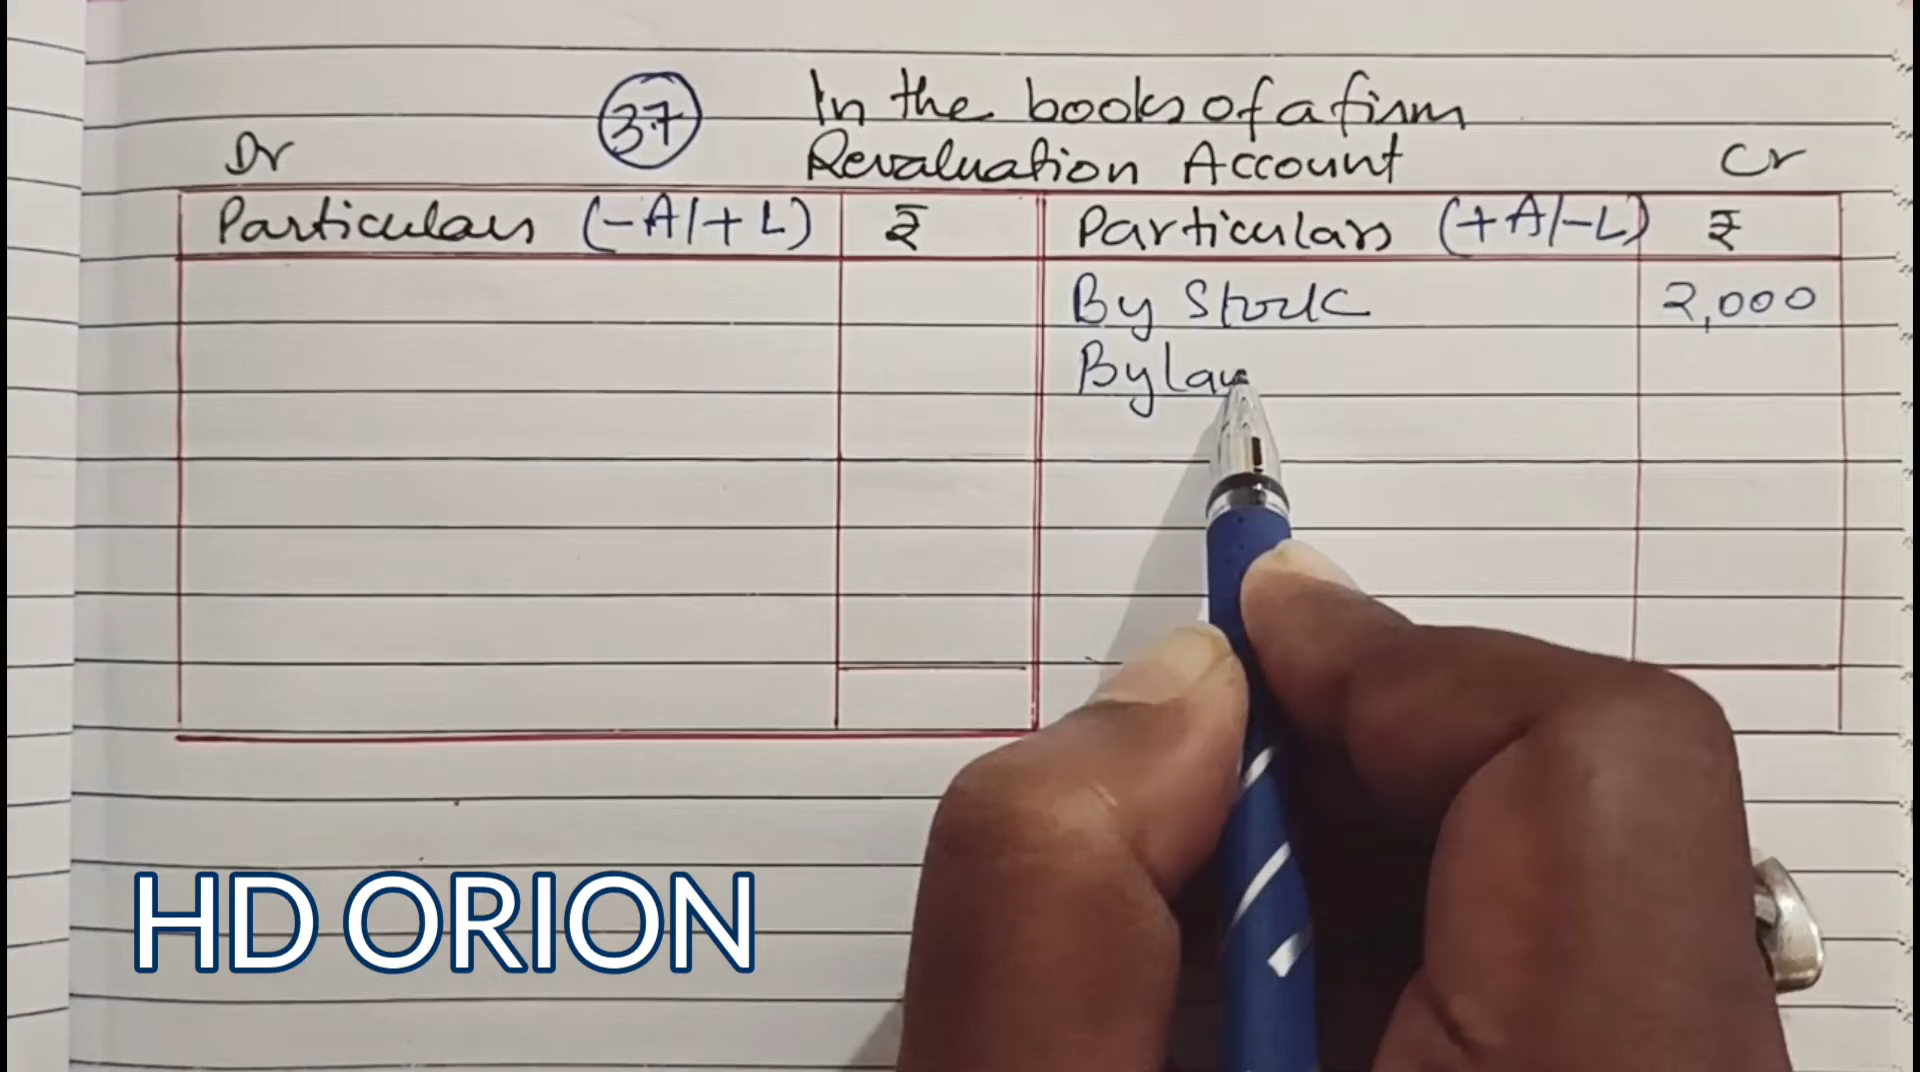 37 In the books of a firm
Dr Revaluation Account Cr
Particulars (-A/+L) ₹ Particulars (+A/-L) ₹
By Stock 2,000
By Lan
HD ORION